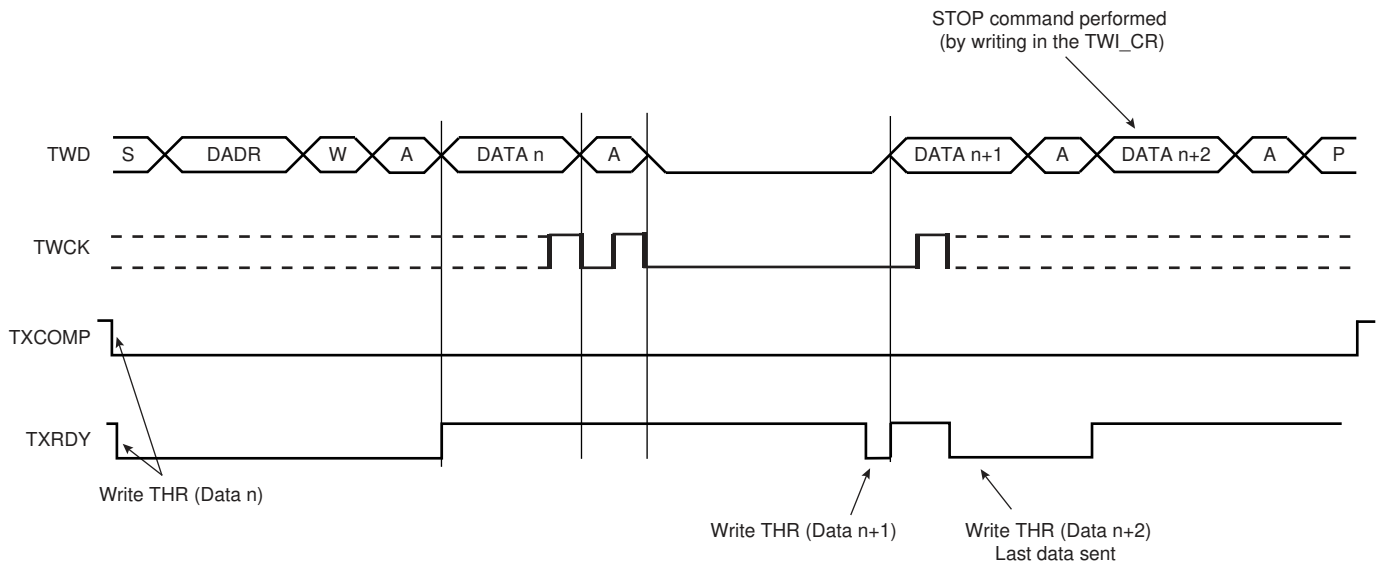 STOP command performed
(by writing in the TWI_CR)
TWD S DADR W A DATA n A DATA n+1 A DATA n+2 A P
TWCK
TXCOMP
TXRDY
Write THR (Data n)
Write THR (Data n+1) Write THR (Data n+2)
Last data sent